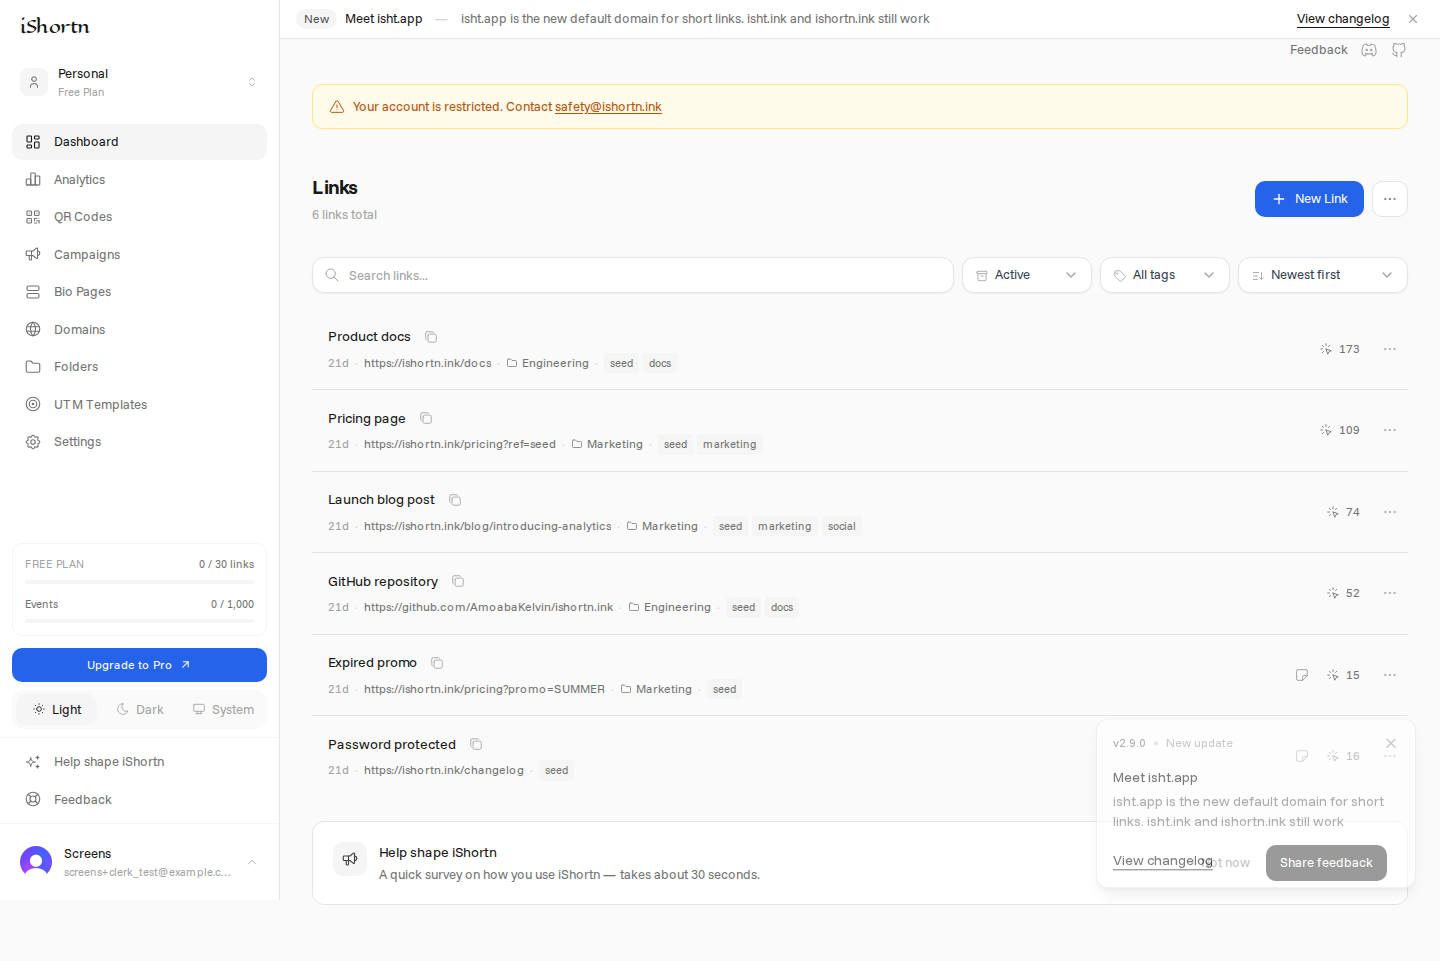 iShortn
Personal
Free Plan
Dashboard
Analytics
QR Codes
Campaigns
Bio Pages
Domains
Folders
UTM Templates
Settings
FREE PLAN 0 / 30 links
Events 0 / 1,000
Upgrade to Pro
Light Dark System
Help shape iShortn
Feedback
Screens
screens+clerk_test@example.c...
New Meet isht.app — isht.app is the new default domain for short links. isht.ink and ishortn.ink still work View changelog
Feedback
Your account is restricted. Contact safety@ishortn.ink
Links
6 links total
New Link
Search links...
Active
All tags
Newest first
Product docs
21d · https://ishortn.ink/docs · Engineering · seed docs
173
Pricing page
21d · https://ishortn.ink/pricing?ref=seed · Marketing · seed marketing
109
Launch blog post
21d · https://ishortn.ink/blog/introducing-analytics · Marketing · seed marketing social
74
GitHub repository
21d · https://github.com/AmoabaKelvin/ishortn.ink · Engineering · seed docs
52
Expired promo
21d · https://ishortn.ink/pricing?promo=SUMMER · Marketing · seed
15
Password protected
21d · https://ishortn.ink/changelog · seed
16
Help shape iShortn
A quick survey on how you use iShortn — takes about 30 seconds.
v2.9.0 • New update
Meet isht.app
isht.app is the new default domain for short
links. isht.ink and ishortn.ink still work
View changelog
Not now
Share feedback